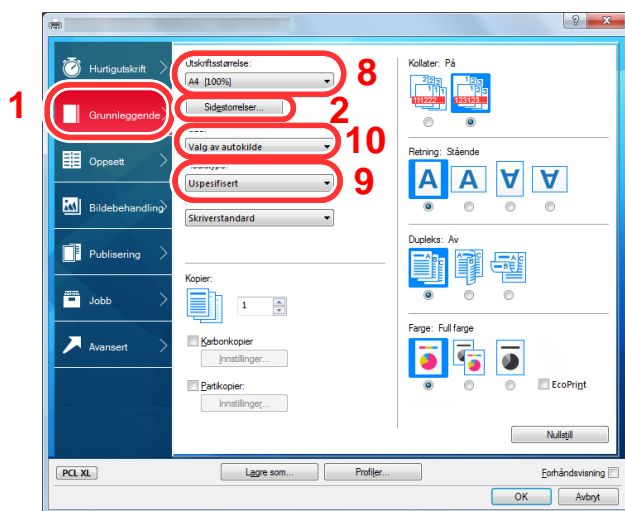 1
Hurtigutskrift
Grunnleggende
Oppsett
Bildebehandling
Publisering
Jobb
Avansert
Utskriftsstørrelse:
A4 [100%]
8
Sidestørrelser...
2
Valg av autokilde
10
Uspesifisert
9
Skriverstandard
Kopier:
1
Karbonkopier
Innstillinger...
Partikopier:
Innstillinger...
Kollater: På
111222...
123123...
Retning: Stående
A A A A
Dupleks: Av
A B C
A B C
A B C
Farge: Full farge
EcoPrint
Nullstill
PCL XL
Lagre som...
Profiler...
Forhåndsvisning
OK
Avbryt